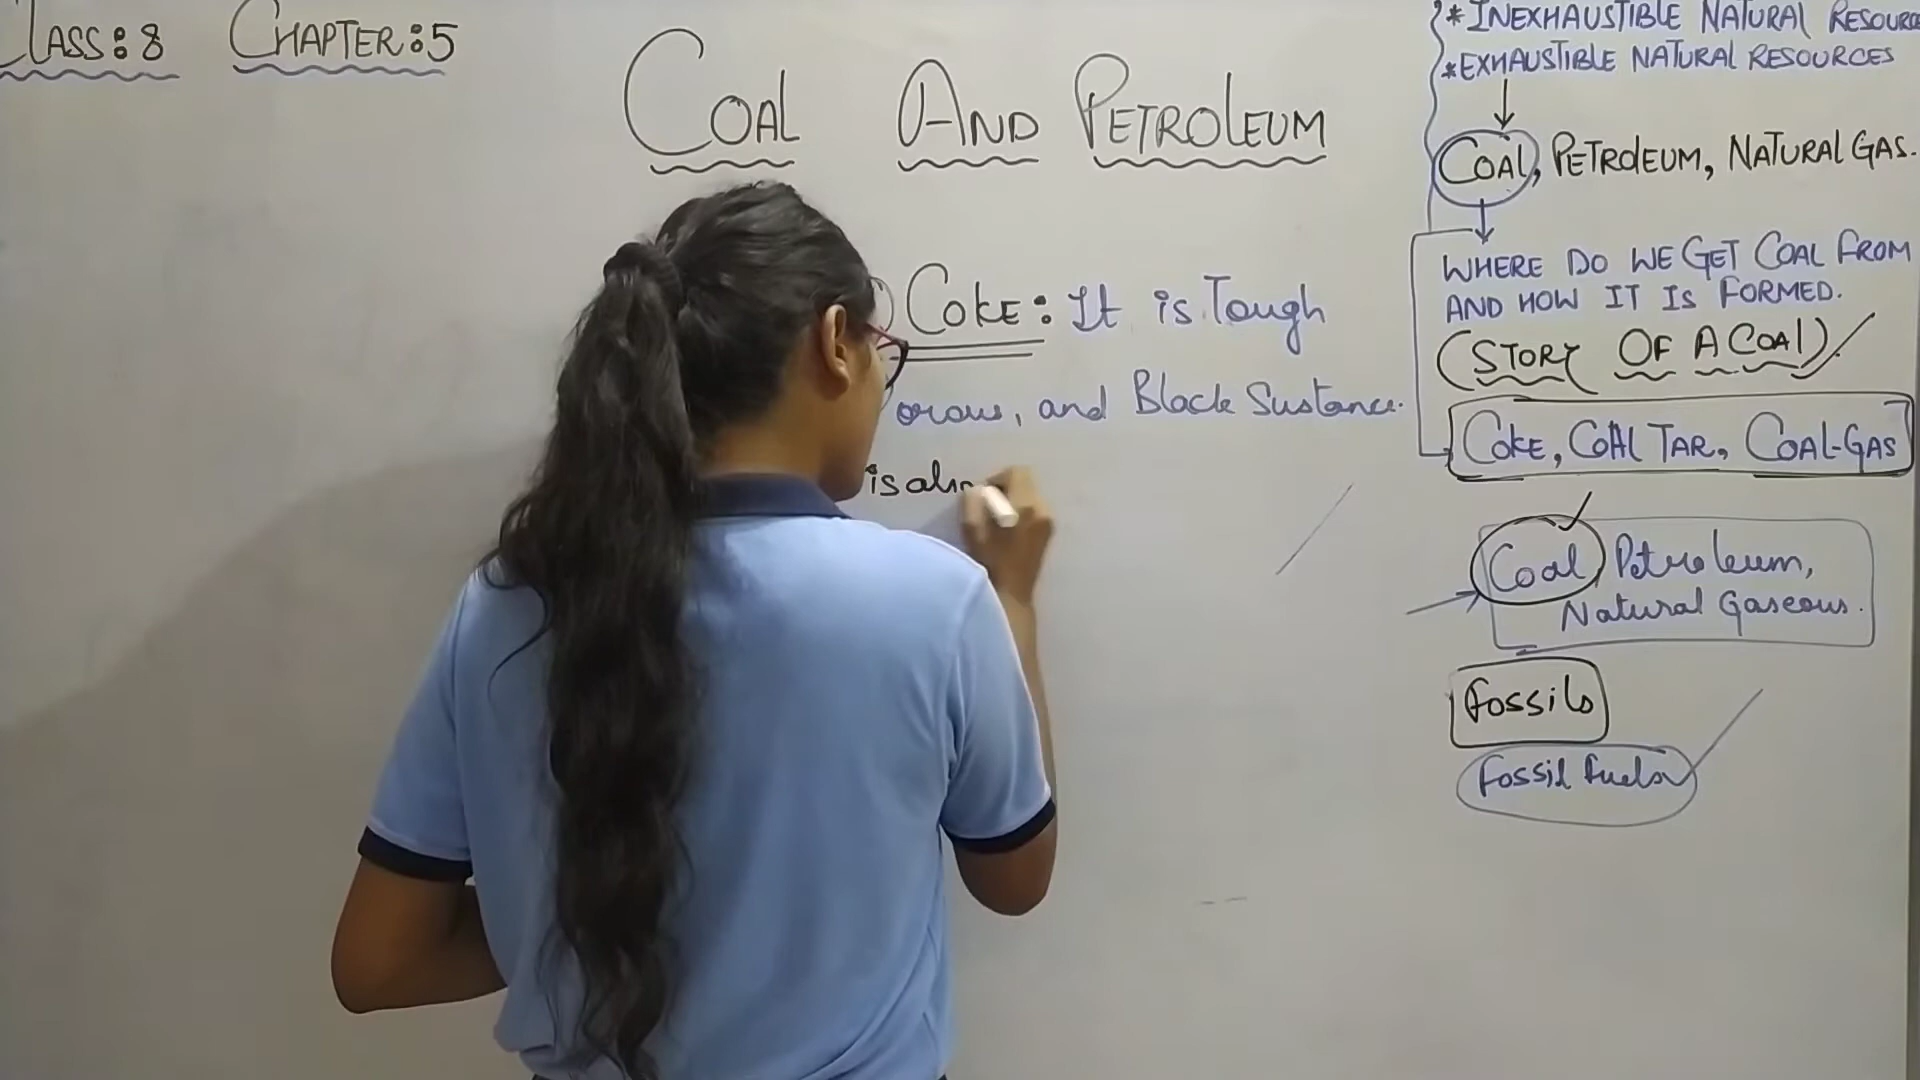 CLASS:8 CHAPTER:5
COAL AND PETROLEUM
COKE: It is Tough
orous, and Black Sustance.
is alm
* INEXHAUSTIBLE NATURAL RESOURCE
* EXHAUSTIBLE NATURAL RESOURCES
COAL, PETROLEUM, NATURAL GAS.
WHERE DO WE GET COAL FROM
AND HOW IT IS FORMED.
(STORY OF A COAL)
COKE, COAL TAR, COAL-GAS
Coal, Petroleum,
Natural Gaseous.
Fossils
Fossil fuels